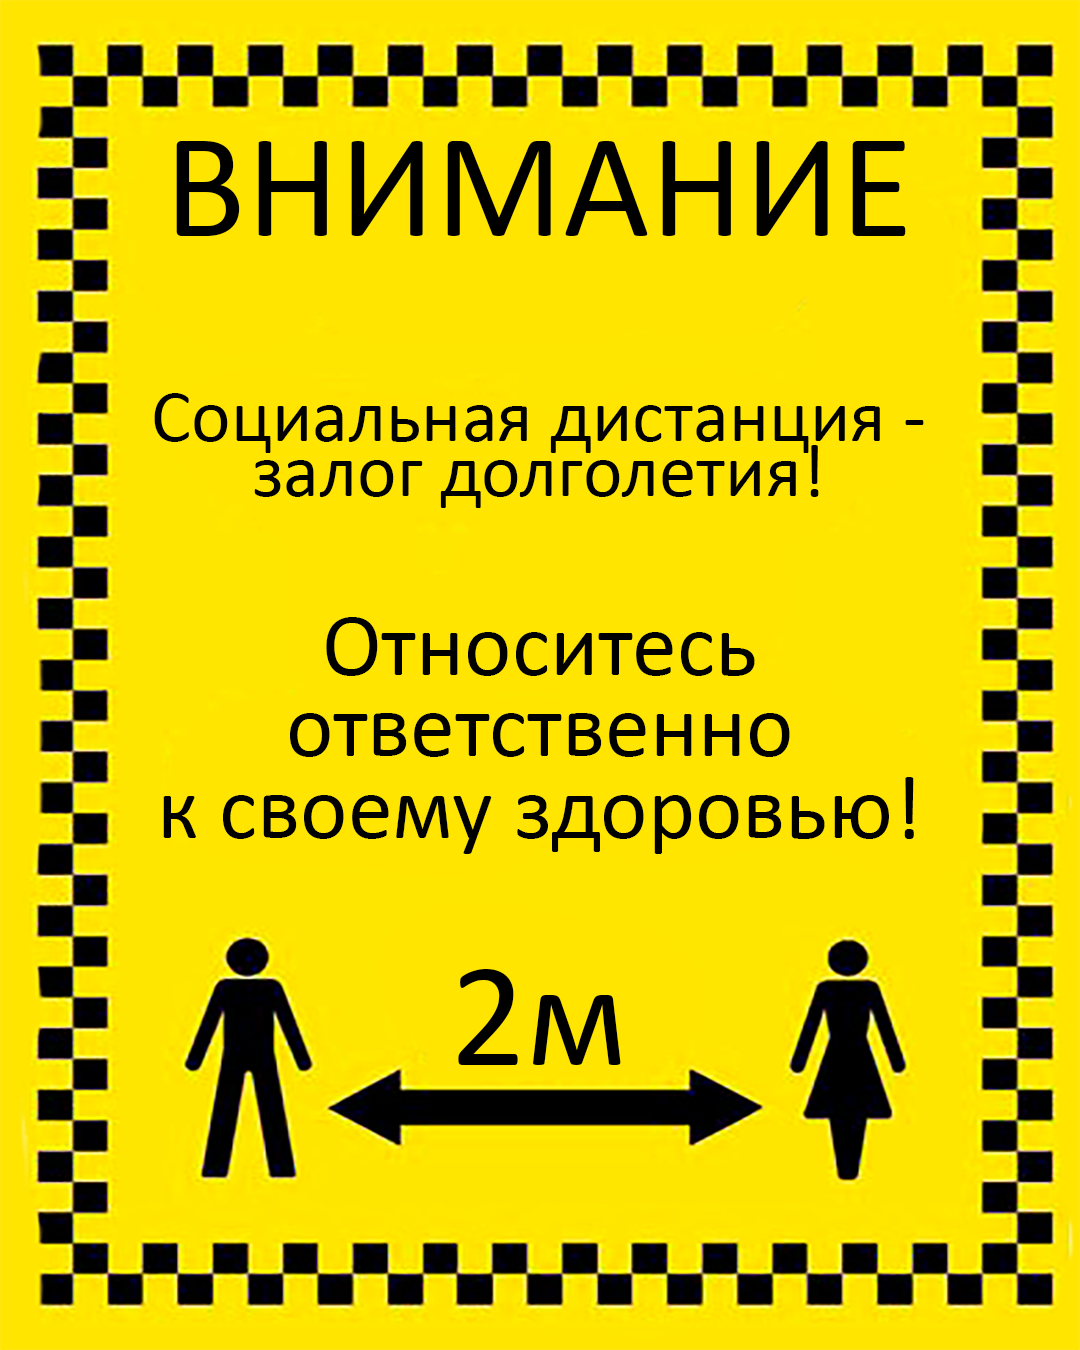 ВНИМАНИЕ
Социальная дистанция -
залог долголетия!
Относитесь
ответственно
к своему здоровью!
2м